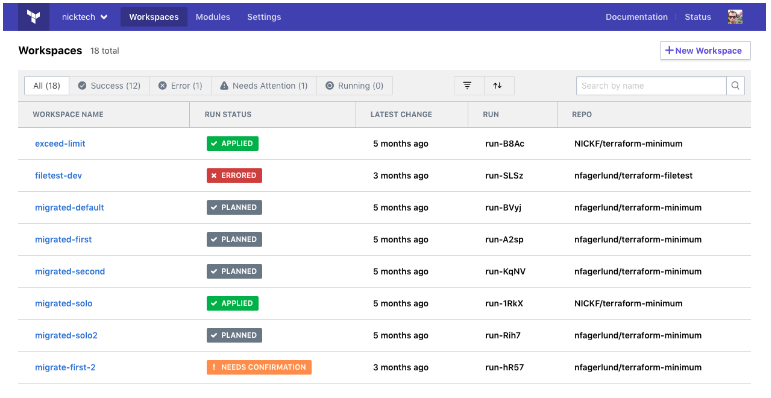 nicktech Workspaces Modules Settings Documentation Status
Workspaces 18 total + New Workspace
All (18) Success (12) Error (1) Needs Attention (1) Running (0) Search by name
WORKSPACE NAME RUN STATUS LATEST CHANGE RUN REPO
exceed-limit APPLIED 5 months ago run-B8Ac NICKF/terraform-minimum
filetest-dev ERRORED 3 months ago run-SLSz nfagerlund/terraform-filetest
migrated-default PLANNED 5 months ago run-BVyj nfagerlund/terraform-minimum
migrated-first PLANNED 5 months ago run-A2sp nfagerlund/terraform-minimum
migrated-second PLANNED 5 months ago run-KqNV nfagerlund/terraform-minimum
migrated-solo APPLIED 5 months ago run-1RkX NICKF/terraform-minimum
migrated-solo2 PLANNED 5 months ago run-Rih7 nfagerlund/terraform-minimum
migrate-first-2 ! NEEDS CONFIRMATION 3 months ago run-hR57 nfagerlund/terraform-minimum